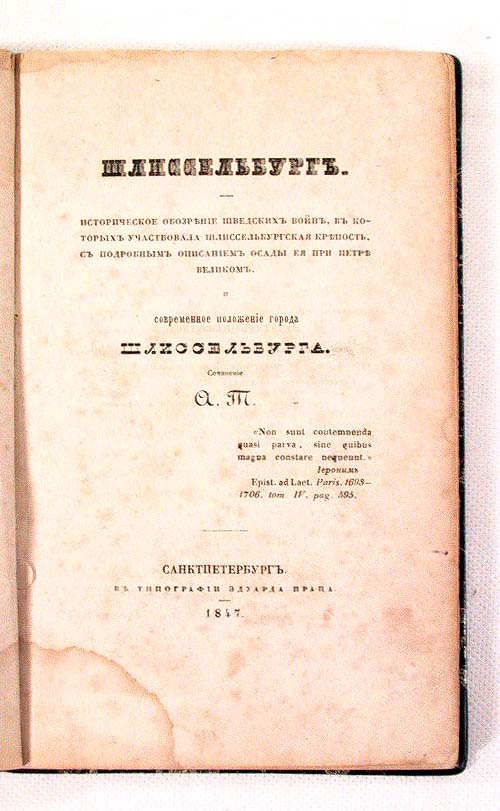 ШЛИССЕЛЬБУРГЪ.
ИСТОРИЧЕСКОЕ ОБОЗРѢНІЕ ШВЕДСКИХЪ ВОЙНЪ, ВЪ КО-
ТОРЫХЪ УЧАСТВОВАЛА ШЛИССЕЛЬБУРГСКАЯ КРѢПОСТЬ,
СЪ ПОДРОБНЫМЪ ОПИСАНІЕМЪ ОСАДЫ ЕЯ ПРИ ПЕТРѢ
ВЕЛИКОМЪ,
И
СОВРЕМЕННОЕ ПОЛОЖЕНІЕ ГОРОДА
ШЛИССЕЛЬБУРГА.
Сочиненіе
А. Т.
«Non sunt contemnenda
quasi parva, sine quibus
magna constare nequeunt.»
Іеронимъ
Epist. ad Laet. Paris. 1693—
1706. tom IV. pag. 595.
САНКТПЕТЕРБУРГЪ.
ВЪ ТИПОГРАФІИ ЭДУАРДА ПРАЦА.
1847.